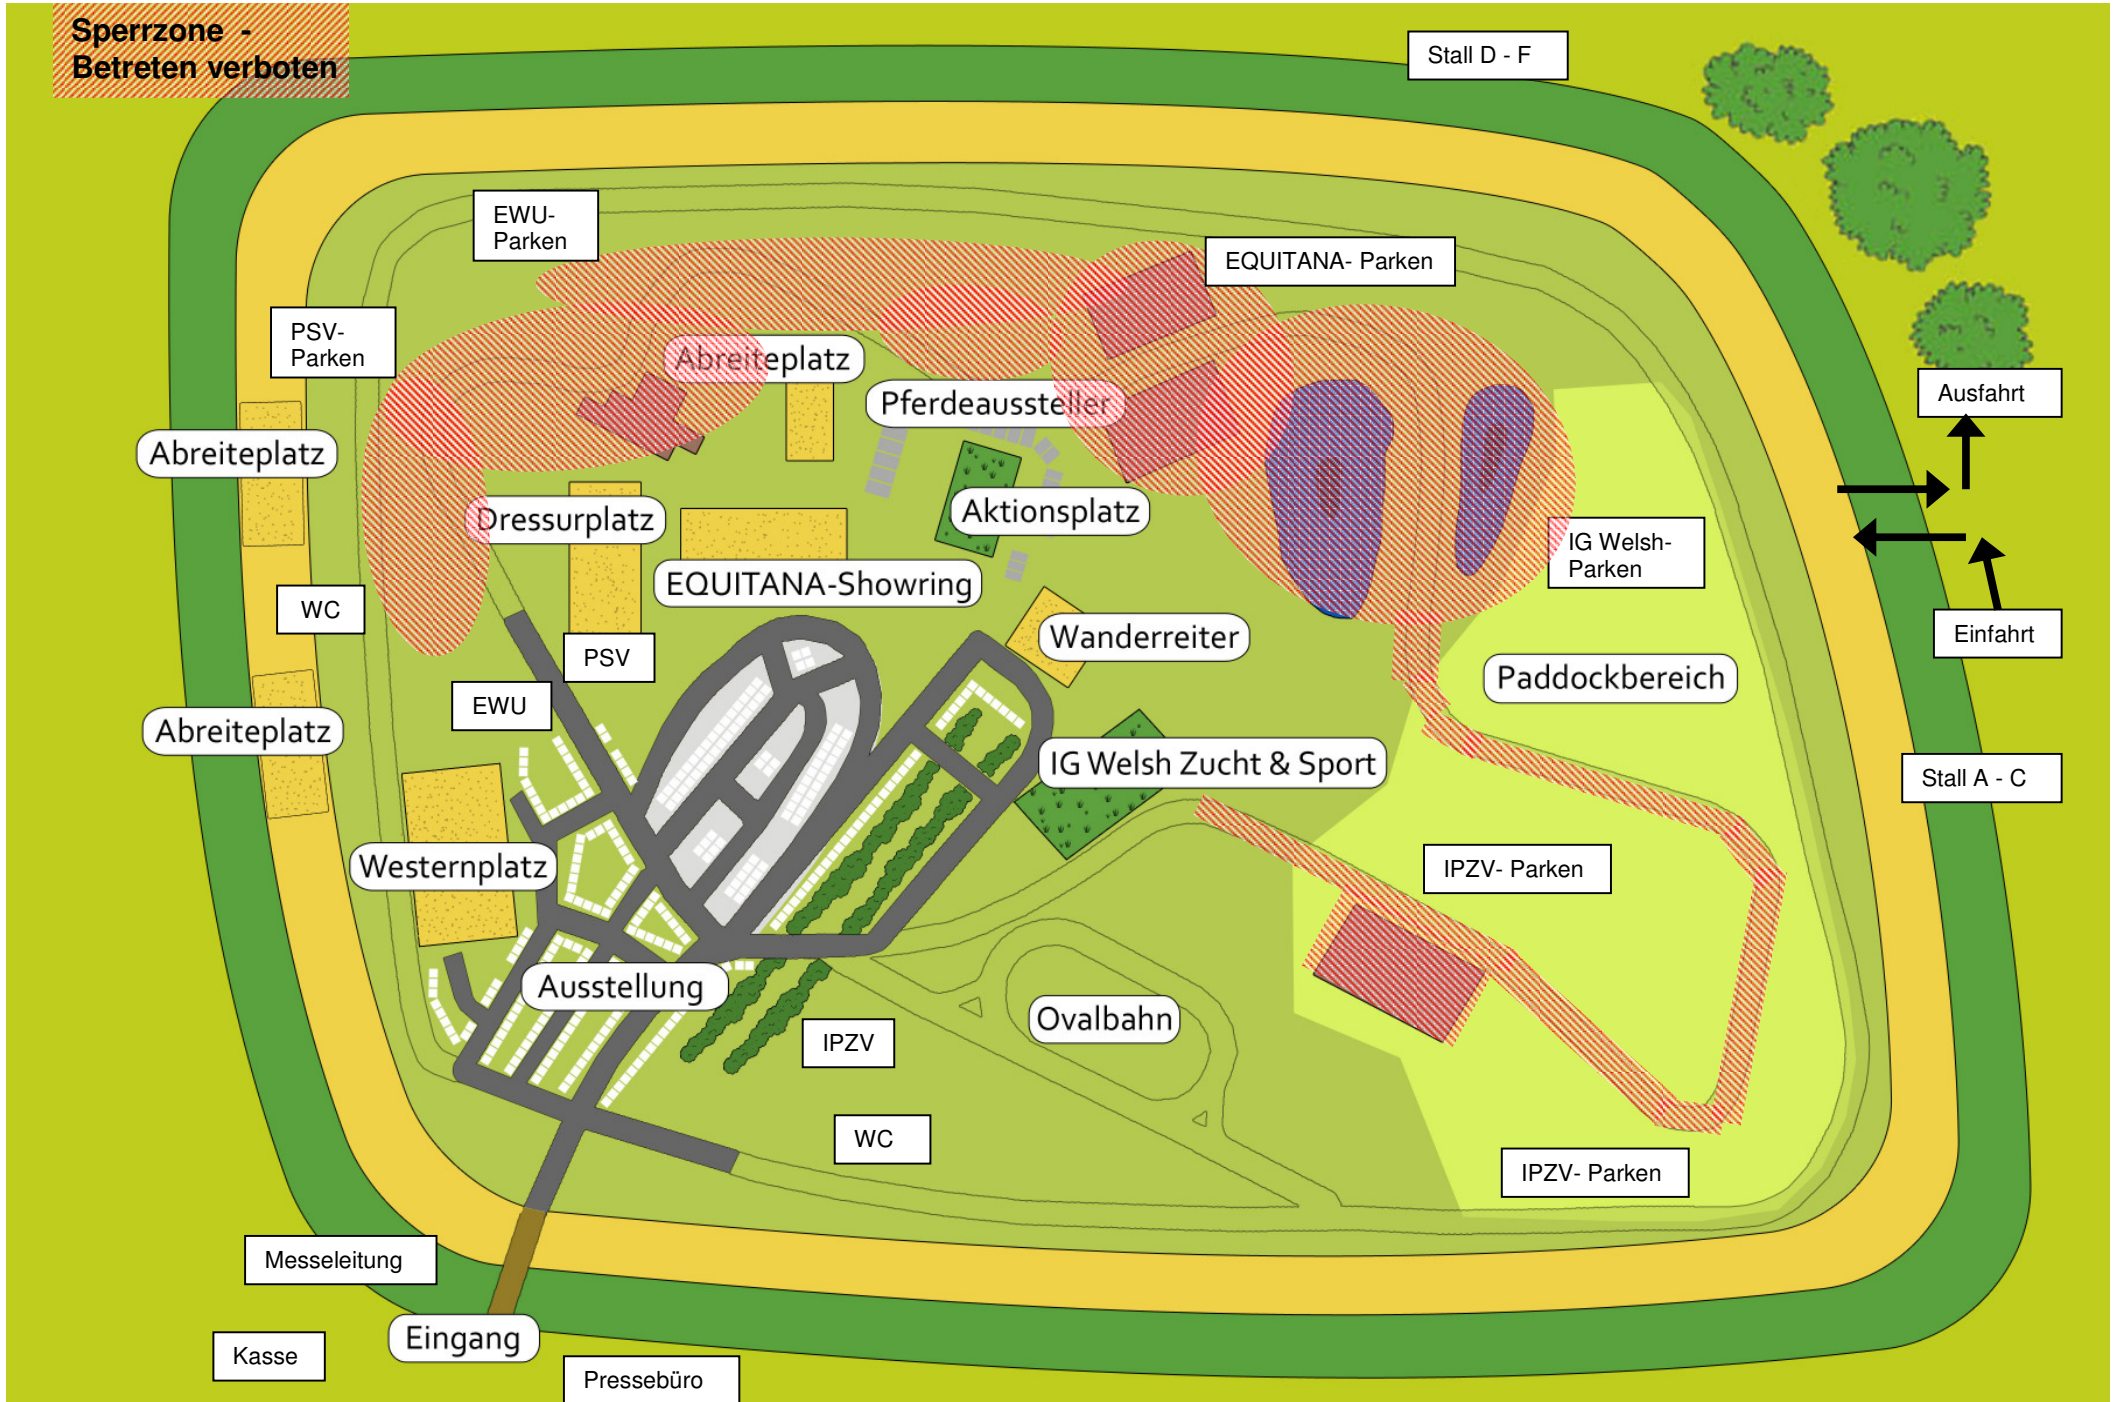 Sperrzone -
Betreten verboten
Stall D - F
EWU-
Parken
EQUITANA- Parken
PSV-
Parken
Abreiteplatz
Pferdeaussteller
Ausfahrt
Abreiteplatz
Dressurplatz
Aktionsplatz
IG Welsh-
Parken
EQUITANA-Showring
WC
Wanderreiter
Einfahrt
PSV
Paddockbereich
EWU
Abreiteplatz
IG Welsh Zucht & Sport
Stall A - C
Westernplatz
IPZV- Parken
Ausstellung
Ovalbahn
IPZV
WC
IPZV- Parken
Messeleitung
Eingang
Kasse
Pressebüro